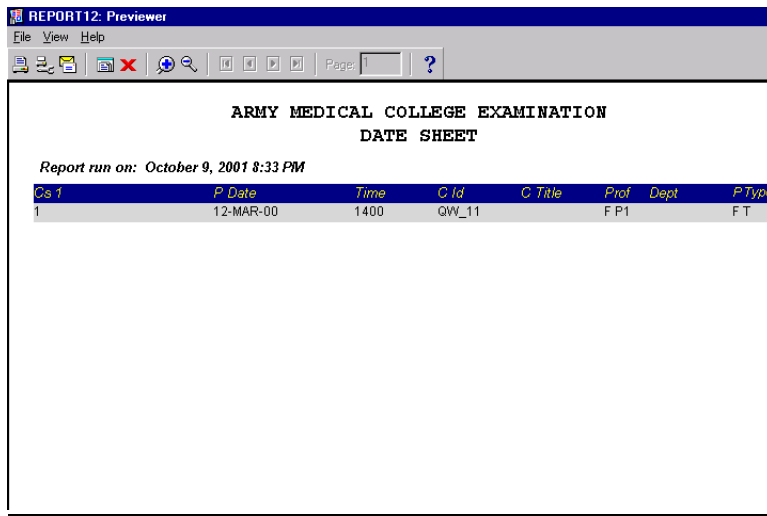 REPORT12: Previewer
File View Help
Page: 1 ?
ARMY MEDICAL COLLEGE EXAMINATION
DATE SHEET
Report run on: October 9, 2001 8:33 PM
Cs 1 P Date Time C Id C Title Prof Dept P Type
1 12-MAR-00 1400 QW_11 F P1 F T